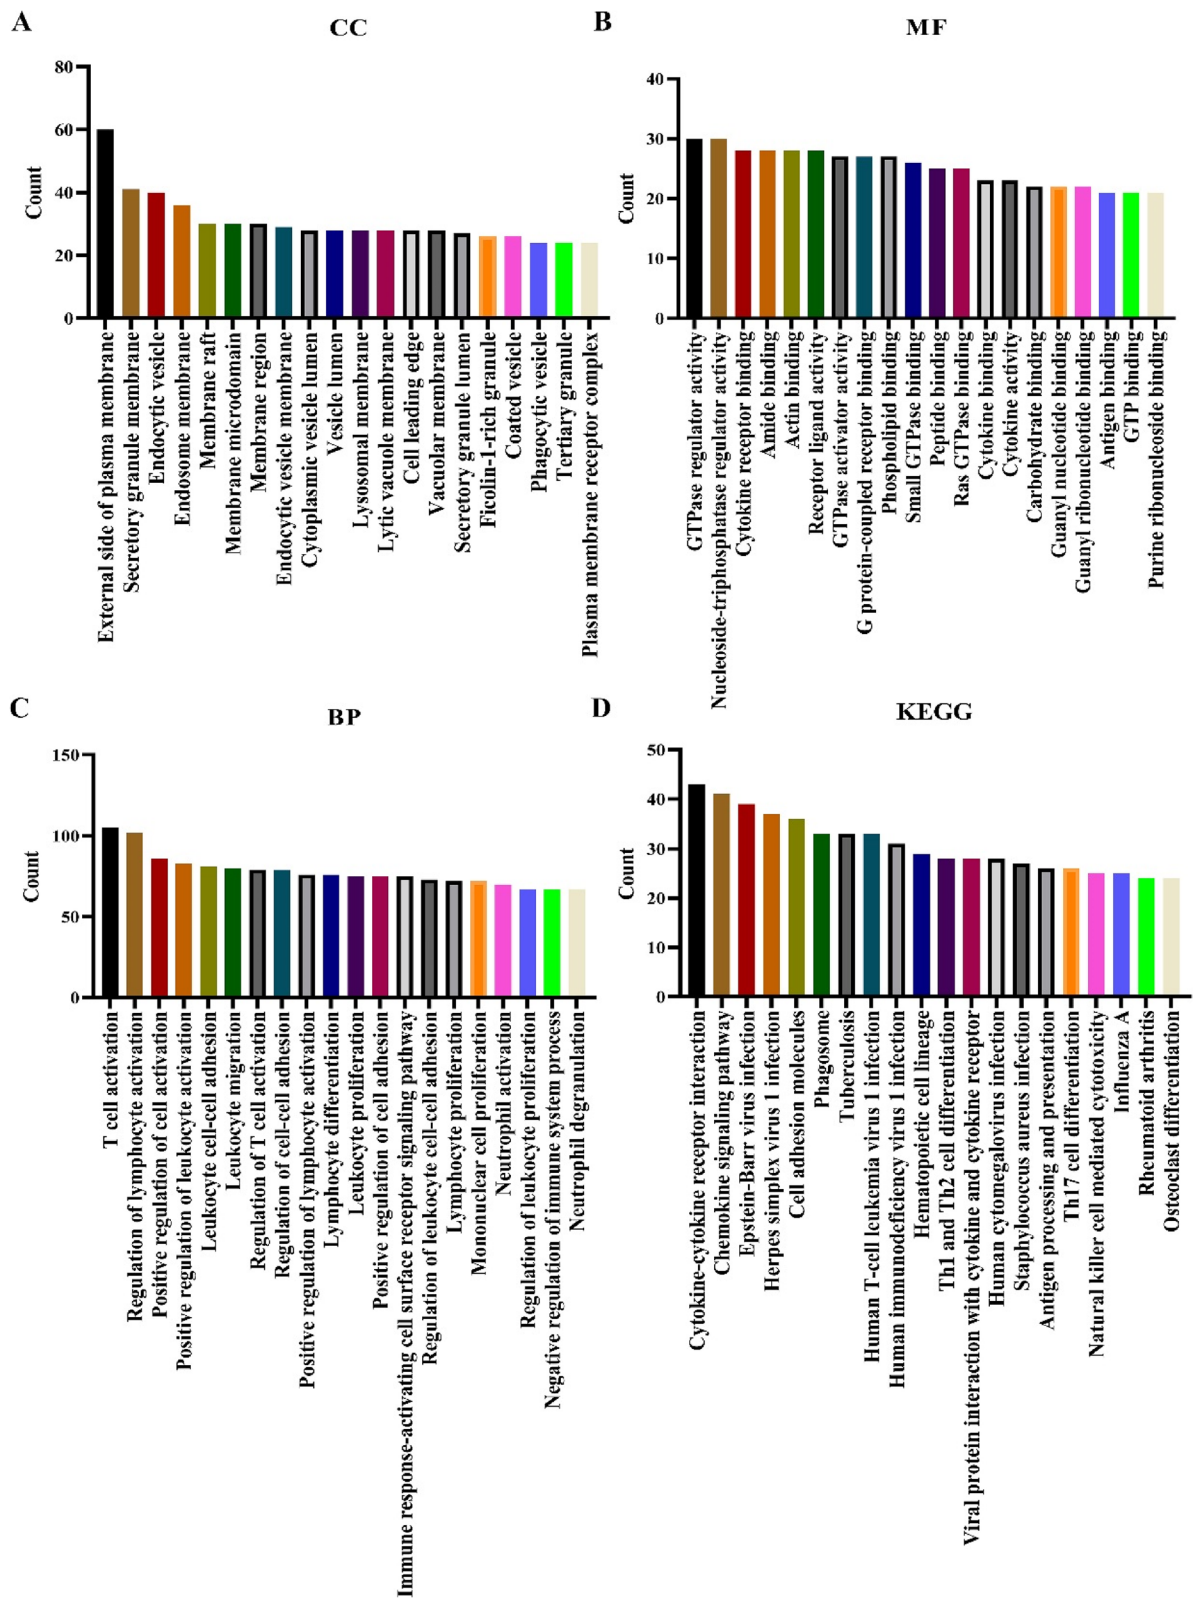 A
CC
80
60
40
20
0
Count
External side of plasma membrane
Secretory granule membrane
Endocytic vesicle
Endosome membrane
Membrane raft
Membrane microdomain
Membrane region
Endocytic vesicle membrane
Cytoplasmic vesicle lumen
Vesicle lumen
Lysosomal membrane
Lytic vacuole membrane
Cell leading edge
Vacuolar membrane
Secretory granule lumen
Ficolin-1-rich granule
Coated vesicle
Phagocytic vesicle
Tertiary granule
Plasma membrane receptor complex
B
MF
40
30
20
10
0
Count
GTPase regulator activity
Nucleoside-triphosphatase regulator activity
Cytokine receptor binding
Amide binding
Actin binding
Receptor ligand activity
GTPase activator activity
G protein-coupled receptor binding
Phospholipid binding
Small GTPase binding
Peptide binding
Ras GTPase binding
Cytokine binding
Cytokine activity
Carbohydrate binding
Guanyl nucleotide binding
Guanyl ribonucleotide binding
Antigen binding
GTP binding
Purine ribonucleoside binding
C
BP
150
100
50
0
Count
T cell activation
Regulation of lymphocyte activation
Positive regulation of cell activation
Positive regulation of leukocyte activation
Leukocyte cell-cell adhesion
Leukocyte migration
Regulation of T cell activation
Regulation of cell-cell adhesion
Positive regulation of lymphocyte activation
Lymphocyte differentiation
Leukocyte proliferation
Positive regulation of cell adhesion
Immune response-activating cell surface receptor signaling pathway
Regulation of leukocyte cell-cell adhesion
Lymphocyte proliferation
Mononuclear cell proliferation
Neutrophil activation
Regulation of leukocyte proliferation
Negative regulation of immune system process
Neutrophil degranulation
D
KEGG
50
40
30
20
10
0
Count
Cytokine-cytokine receptor interaction
Chemokine signaling pathway
Epstein-Barr virus infection
Herpes simplex virus 1 infection
Cell adhesion molecules
Phagosome
Tuberculosis
Human T-cell leukemia virus 1 infection
Human immunodeficiency virus 1 infection
Hematopoietic cell lineage
Th1 and Th2 cell differentiation
Viral protein interaction with cytokine and cytokine receptor
Human cytomegalovirus infection
Staphylococcus aureus infection
Antigen processing and presentation
Th17 cell differentiation
Natural killer cell mediated cytotoxicity
Influenza A
Rheumatoid arthritis
Osteoclast differentiation